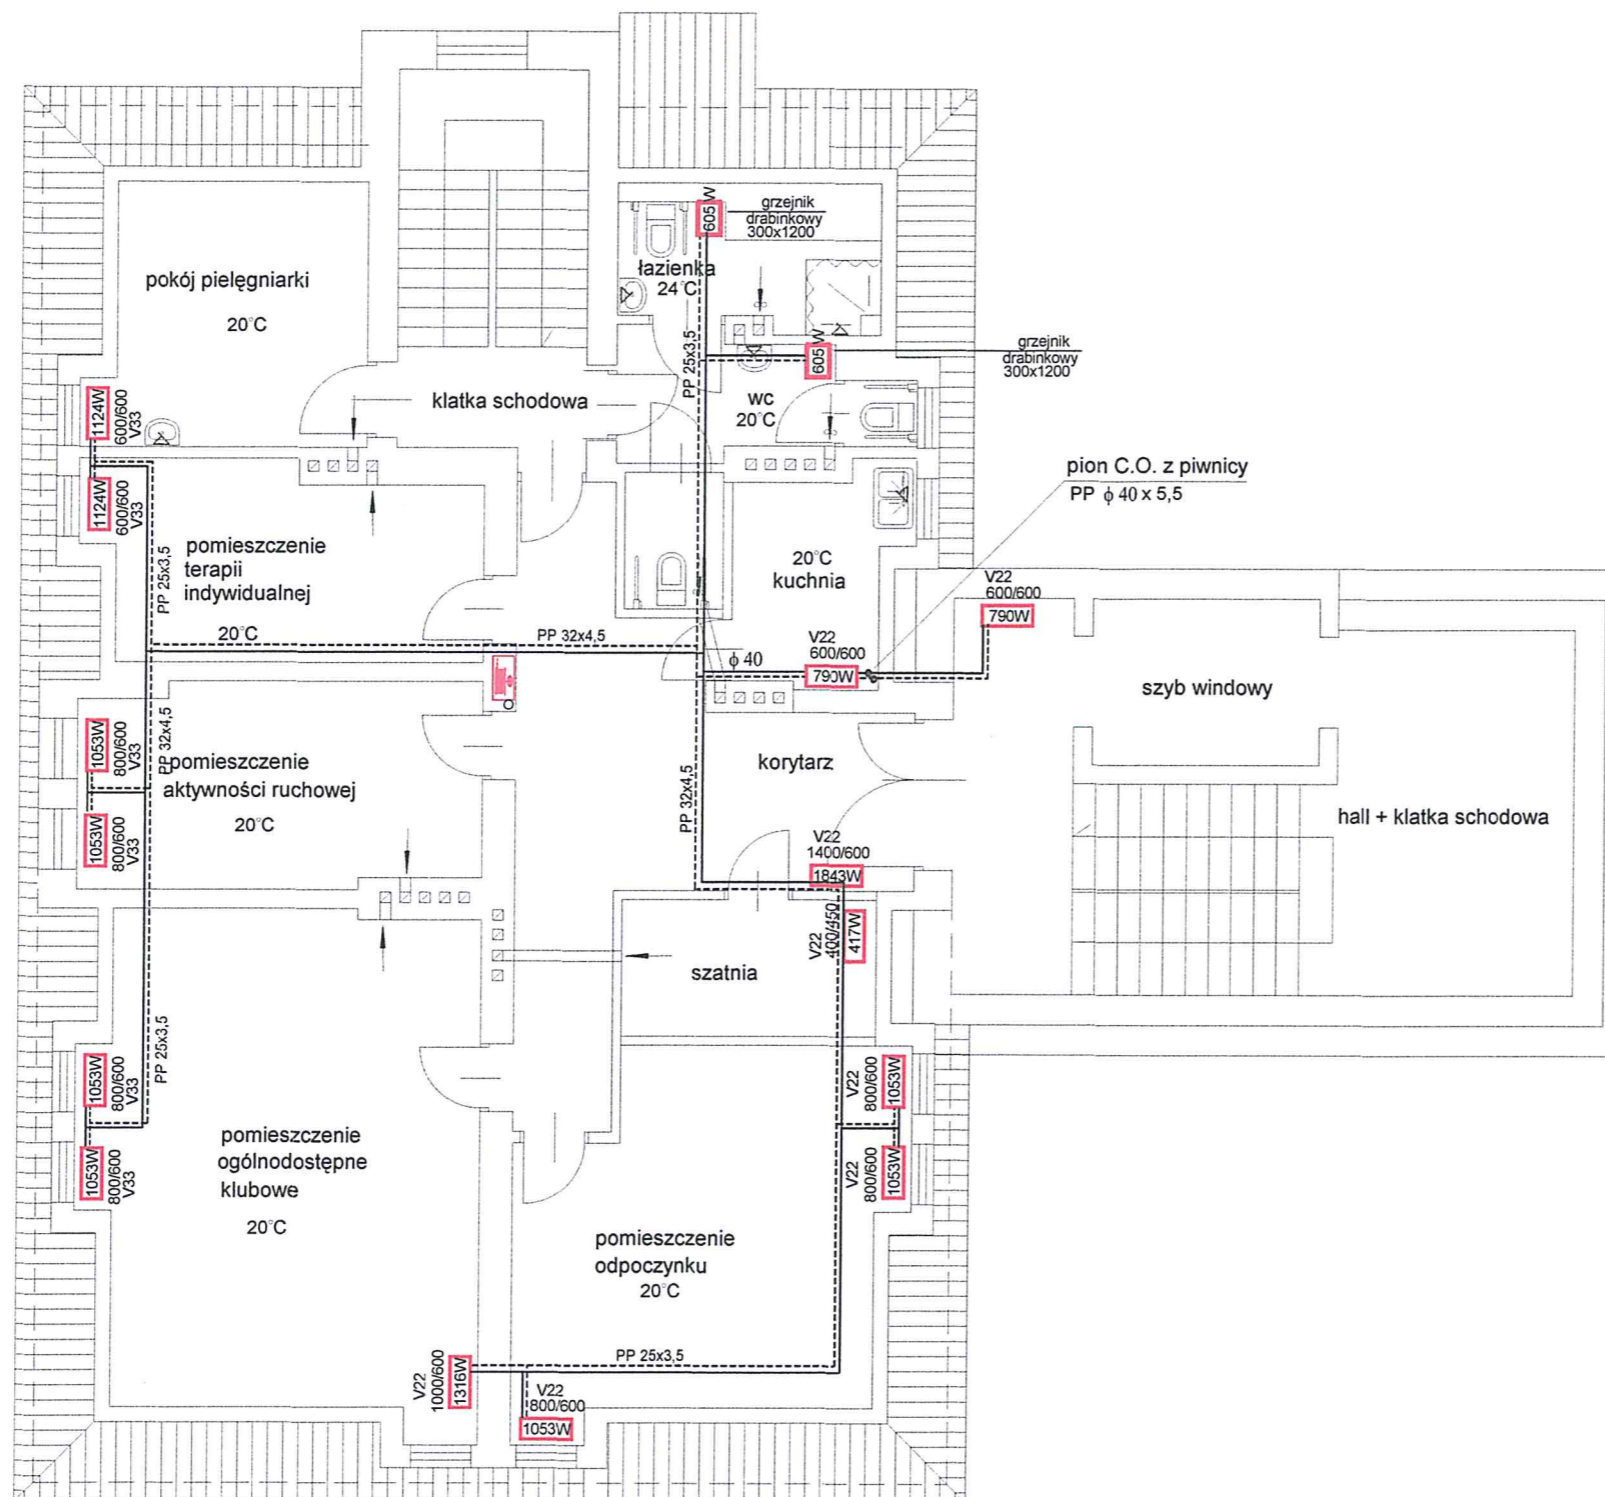 605 W
grzejnik
drabinkowy
300x1200
łazienka
24°C
pokój pielęgniarki
20°C
PP 25x3,5
605 W
grzejnik
drabinkowy
300x1200
klatka schodowa
wc
20°C
1124W
600/600
V33
1124W
600/600
V33
pion C.O. z piwnicy
PP ϕ 40 x 5,5
pomieszczenie
terapii
indywidualnej
20°C
PP 25x3,5
20°C
kuchnia
V22
600/600
790W
PP 32x4,5
V22
600/600
790W
ϕ 40
szyb windowy
1053W
800/600
V33
PP 32x4,5
pomieszczenie
aktywności ruchowej
20°C
1053W
800/600
V33
korytarz
PP 32x4,5
hall + klatka schodowa
V22
1400/600
1843W
V22
400/450
417W
szatnia
PP 25x3,5
1053W
800/600
V33
1053W
800/600
V33
V22
800/600
1053W
V22
800/600
1053W
pomieszczenie
ogólnodostępne
klubowe
20°C
pomieszczenie
odpoczynku
20°C
PP 25x3,5
V22
1000/600
1316W
V22
800/600
1053W